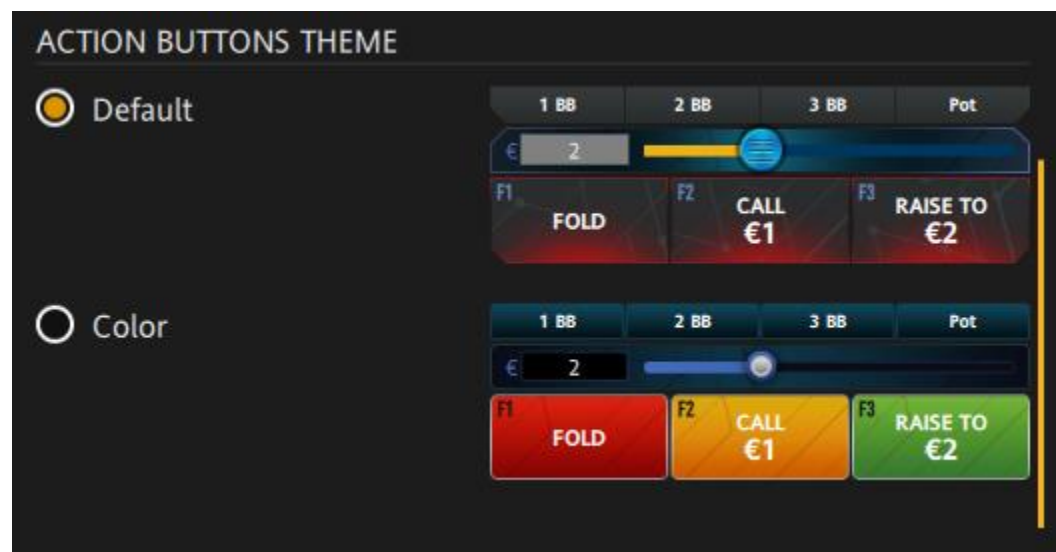 ACTION BUTTONS THEME
Default
1 BB 2 BB 3 BB Pot
€ 2
F1 FOLD
F2 CALL €1
F3 RAISE TO €2
Color
1 BB 2 BB 3 BB Pot
€ 2
F1 FOLD
F2 CALL €1
F3 RAISE TO €2